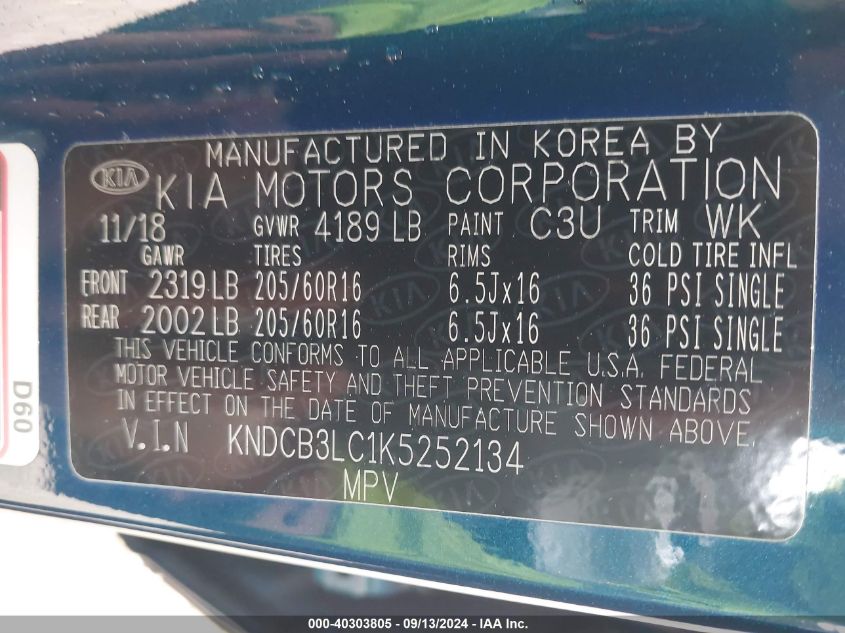 MANUFACTURED IN KOREA BY
KIA KIA MOTORS CORPORATION
11/18 GVWR 4189 LB PAINT C3U TRIM WK
GAWR TIRES RIMS COLD TIRE INFL
FRONT 2319 LB 205/60R16 6.5Jx16 36 PSI SINGLE
REAR 2002 LB 205/60R16 6.5Jx16 36 PSI SINGLE
THIS VEHICLE CONFORMS TO ALL APPLICABLE U.S.A. FEDERAL
MOTOR VEHICLE SAFETY AND THEFT PREVENTION STANDARDS
IN EFFECT ON THE DATE OF MANUFACTURE SHOWN ABOVE.
V.I.N KNDCB3LC1K5252134
MPV
D60
000-40303805 - 09/13/2024 - IAA Inc.